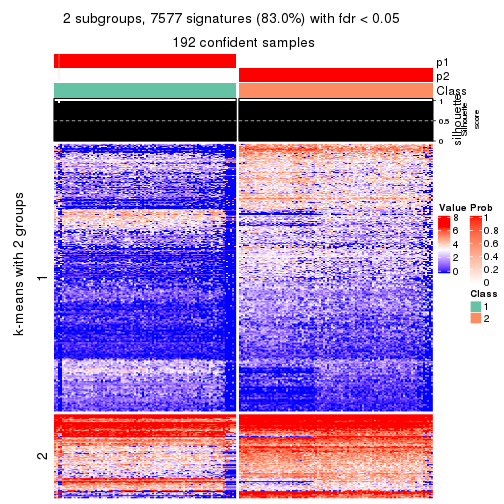 2 subgroups, 7577 signatures (83.0%) with fdr < 0.05
192 confident samples
p1
p2
Class
1
0.5
0
silhouette
Silhouette
score
k-means with 2 groups
1
2
Value
8
6
4
2
0
Prob
1
0.8
0.6
0.4
0.2
0
Class
1
2